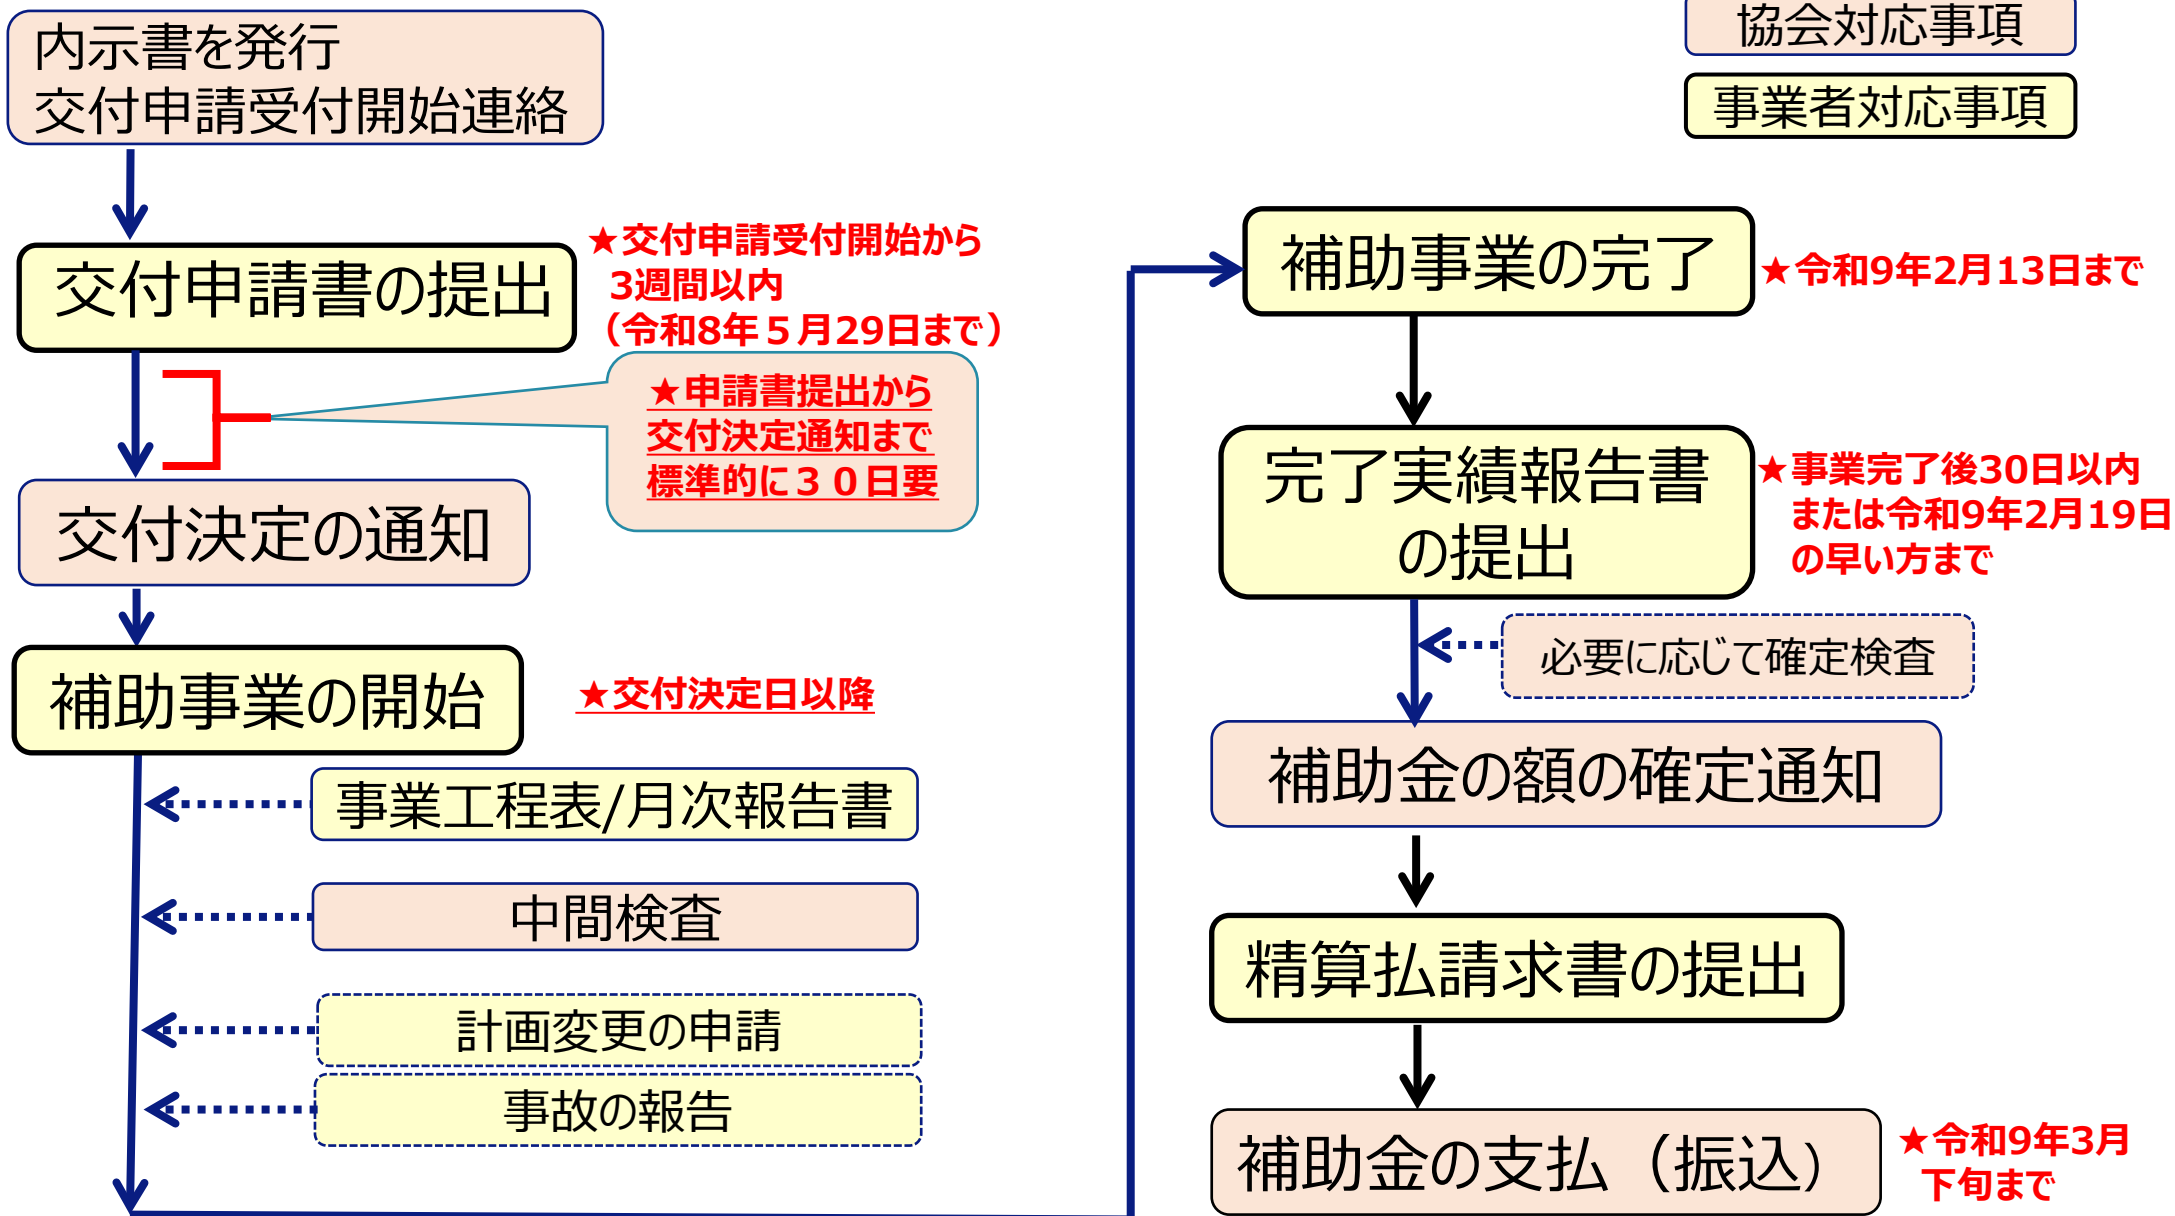 内示書を発行
交付申請受付開始連絡
交付申請書の提出
★交付申請受付開始から
3週間以内
（令和8年５月29日まで）
★申請書提出から
交付決定通知まで
標準的に３０日要
交付決定の通知
補助事業の開始
★交付決定日以降
事業工程表/月次報告書
中間検査
計画変更の申請
事故の報告
協会対応事項
事業者対応事項
補助事業の完了
★令和9年2月13日まで
完了実績報告書
の提出
★事業完了後30日以内
または令和9年2月19日
の早い方まで
必要に応じて確定検査
補助金の額の確定通知
精算払請求書の提出
補助金の支払（振込）
★令和9年3月
下旬まで